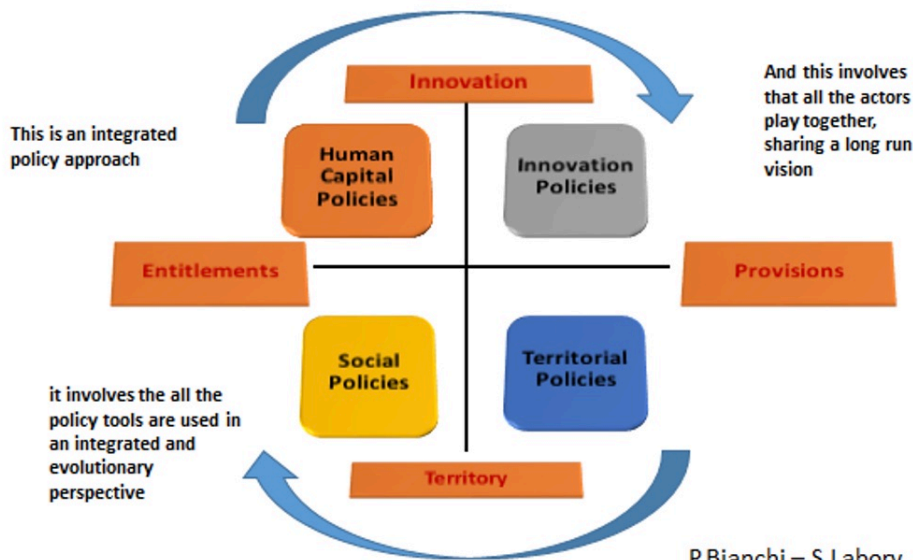 Innovation
And this involves
that all the actors
play together,
sharing a long run
vision
This is an integrated
policy approach
Human
Capital
Policies
Innovation
Policies
Entitlements
Provisions
Social
Policies
Territorial
Policies
it involves the all the
policy tools are used in
an integrated and
evolutionary
perspective
Territory
P.Bianchi – S.Labory